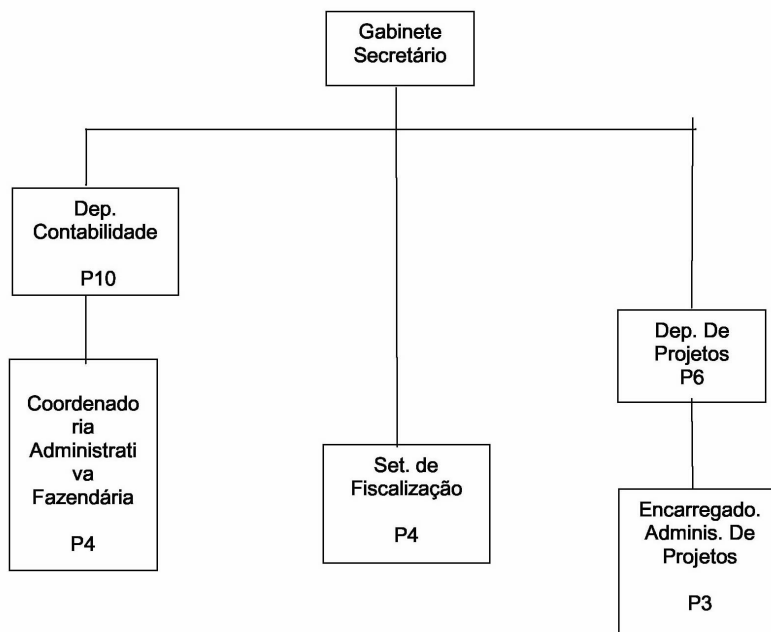 Gabinete
Secretário
Dep.
Contabilidade
P10
Coordenado
ria
Administrati
va
Fazendária
P4
Set. de
Fiscalização
P4
Dep. De
Projetos
P6
Encarregado.
Adminis. De
Projetos
P3